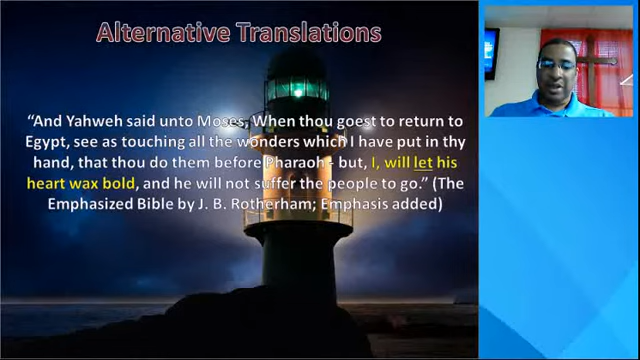 Alternative Translations
“And Yahweh said unto Moses, When thou goest to return to
Egypt, see as touching all the wonders which I have put in thy
hand, that thou do them before Pharaoh - but, I, will let his
heart wax bold, and he will not suffer the people to go.” (The
Emphasized Bible by J. B. Rotherham; Emphasis added)